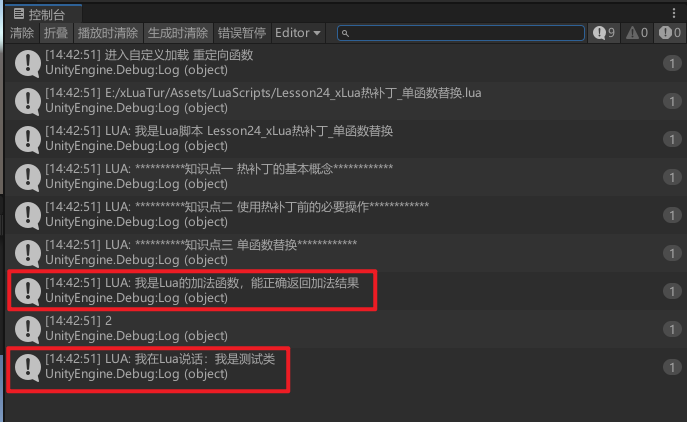 控制台
清除 折叠 播放时清除 生成时清除 错误暂停 Editor 9 0 0
[14:42:51] 进入自定义加载 重定向函数
UnityEngine.Debug:Log (object)
1
[14:42:51] E:/xLuaTur/Assets/LuaScripts/Lesson24_xLua热补丁_单函数替换.lua
UnityEngine.Debug:Log (object)
1
[14:42:51] LUA: 我是Lua脚本 Lesson24_xLua热补丁_单函数替换
UnityEngine.Debug:Log (object)
1
[14:42:51] LUA: **********知识点一 热补丁的基本概念************
UnityEngine.Debug:Log (object)
1
[14:42:51] LUA: **********知识点二 使用热补丁前的必要操作************
UnityEngine.Debug:Log (object)
1
[14:42:51] LUA: **********知识点三 单函数替换************
UnityEngine.Debug:Log (object)
1
[14:42:51] LUA: 我是Lua的加法函数，能正确返回加法结果
UnityEngine.Debug:Log (object)
1
[14:42:51] 2
UnityEngine.Debug:Log (object)
1
[14:42:51] LUA: 我在Lua说话：我是测试类
UnityEngine.Debug:Log (object)
1